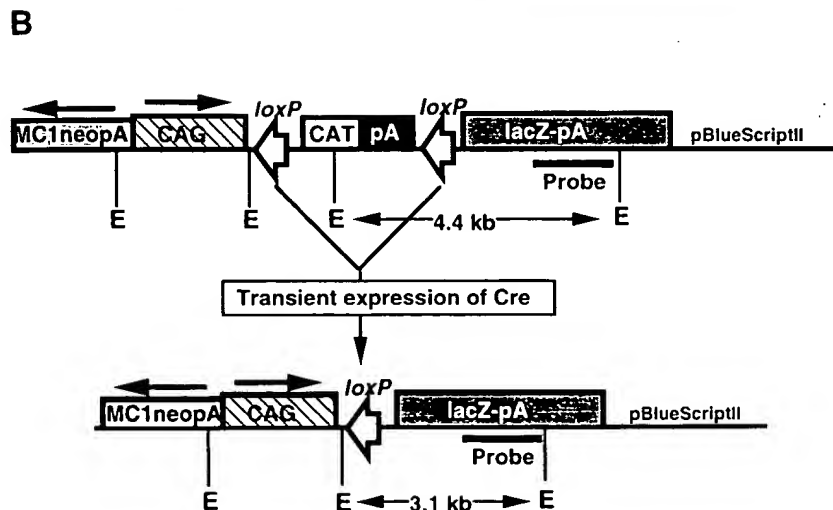 B
loxP
loxP
MC1neopA CAG CAT pA lacZ-pA pBlueScriptII
Probe
E E E 4.4 kb E
Transient expression of Cre
loxP
MC1neopA CAG lacZ-pA pBlueScriptII
Probe
E E 3.1 kb E